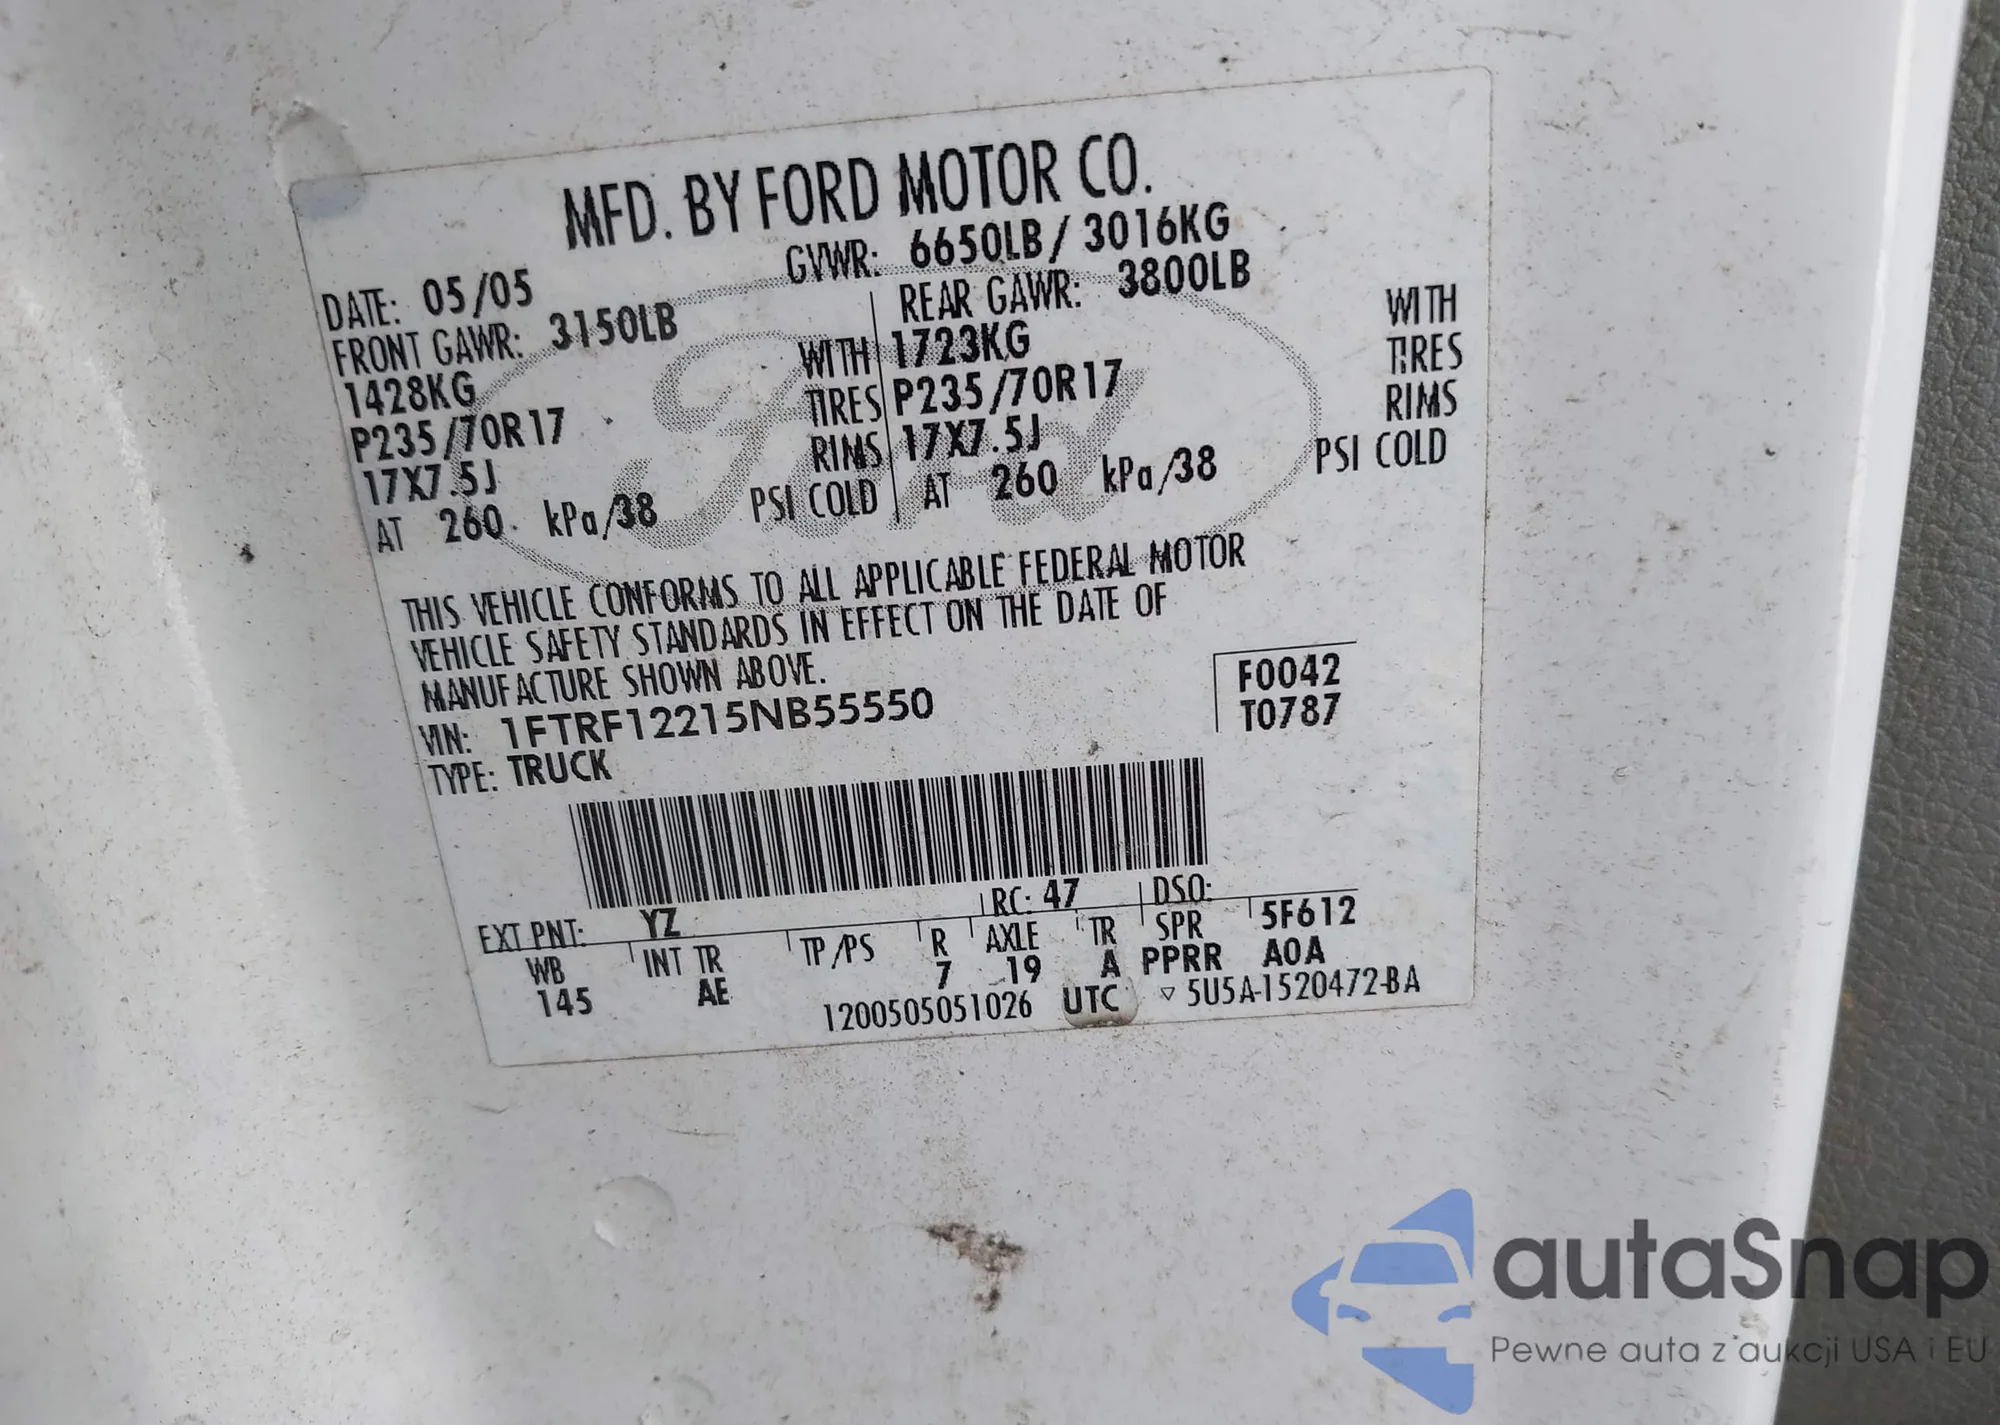 MFD. BY FORD MOTOR CO.
DATE: 05/05 GVWR: 6650LB/ 3016KG
FRONT GAWR: 3150LB REAR GAWR: 3800LB
1428KG WITH 1723KG WITH
P235/70R17 TIRES P235/70R17 TIRES
17X7.5J RIMS 17X7.5J RIMS
AT 260 kPa/38 PSI COLD AT 260 kPa/38 PSI COLD
THIS VEHICLE CONFORMS TO ALL APPLICABLE FEDERAL MOTOR
VEHICLE SAFETY STANDARDS IN EFFECT ON THE DATE OF
MANUFACTURE SHOWN ABOVE.
VIN: 1FTRF12215NB55550 F0042
TYPE: TRUCK T0787
EXT PNT: YZ RC: 47 DSO:
WB INT TR TP/PS R AXLE TR SPR 5F612
145 AE 7 19 A PPRR A0A
1200505051026 UTC ▽ 5U5A-1520472-BA
Ford
autaSnap
Pewne auta z aukcji USA i EU